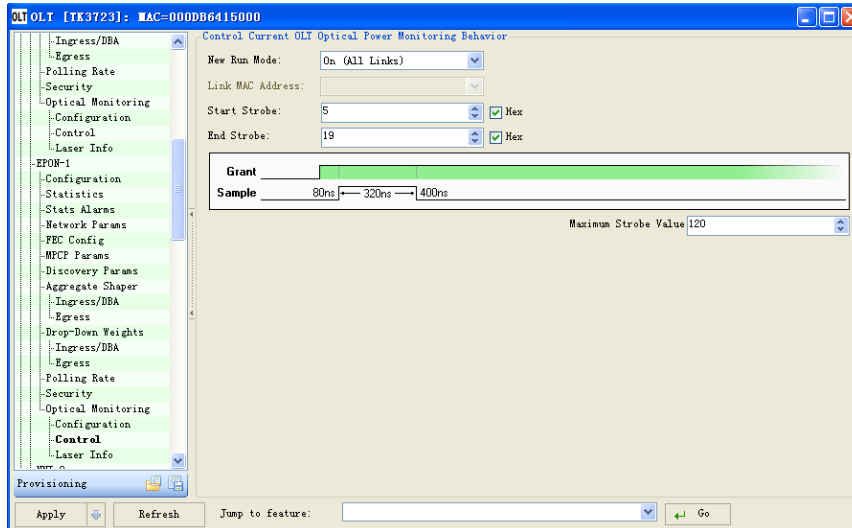 OLT OLT [TK3723]: MAC=000DB6415000
Ingress/DBA
Egress
Polling Rate
Security
Optical Monitoring
Configuration
Control
Laser Info
EPON-1
Configuration
Statistics
Stats Alarms
Network Params
FEC Config
MPCP Params
Discovery Params
Aggregate Shaper
Ingress/DBA
Egress
Drop-Down Weights
Ingress/DBA
Egress
Polling Rate
Security
Optical Monitoring
Configuration
Control
Laser Info
Provisioning
Control Current OLT Optical Power Monitoring Behavior
New Run Mode: On (All Links)
Link MAC Address:
Start Strobe: 5 Hex
End Strobe: 19 Hex
Grant
Sample 80ns 320ns 400ns
Maximum Strobe Value 120
Apply Refresh Jump to feature: Go